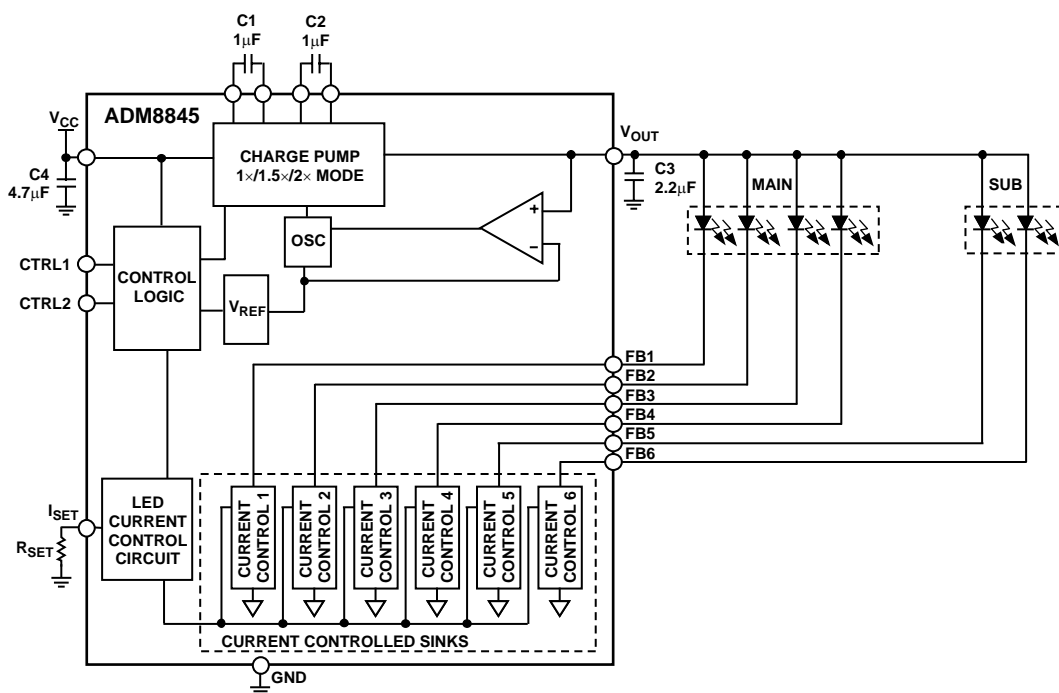 C1
1μF
C2
1μF
ADM8845
VCC
C4
4.7μF
CHARGE PUMP
1×/1.5×/2× MODE
VOUT
C3
2.2μF
MAIN
SUB
OSC
+
–
CTRL1
CTRL2
CONTROL
LOGIC
VREF
FB1
FB2
FB3
FB4
FB5
FB6
ISET
RSET
LED
CURRENT
CONTROL
CIRCUIT
CURRENT
CONTROL 1
CURRENT
CONTROL 2
CURRENT
CONTROL 3
CURRENT
CONTROL 4
CURRENT
CONTROL 5
CURRENT
CONTROL 6
CURRENT CONTROLLED SINKS
GND